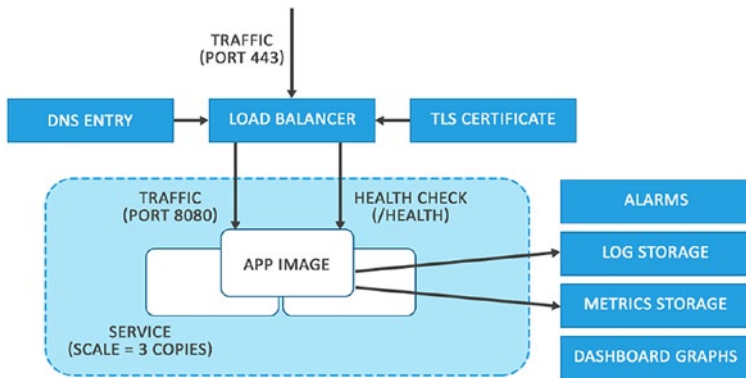 TRAFFIC
(PORT 443)
DNS ENTRY
LOAD BALANCER
TLS CERTIFICATE
TRAFFIC
(PORT 8080)
HEALTH CHECK
(/HEALTH)
APP IMAGE
SERVICE
(SCALE = 3 COPIES)
ALARMS
LOG STORAGE
METRICS STORAGE
DASHBOARD GRAPHS